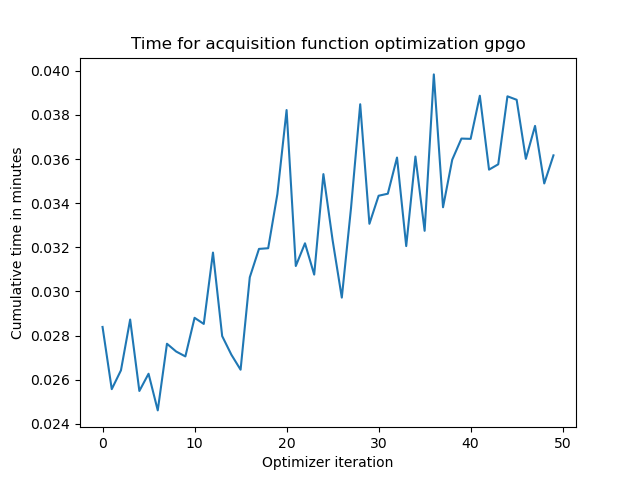 Time for acquisition function optimization gpgo
0.040
0.038
0.036
0.034
0.032
0.030
0.028
0.026
0.024
Cumulative time in minutes
0 10 20 30 40 50
Optimizer iteration